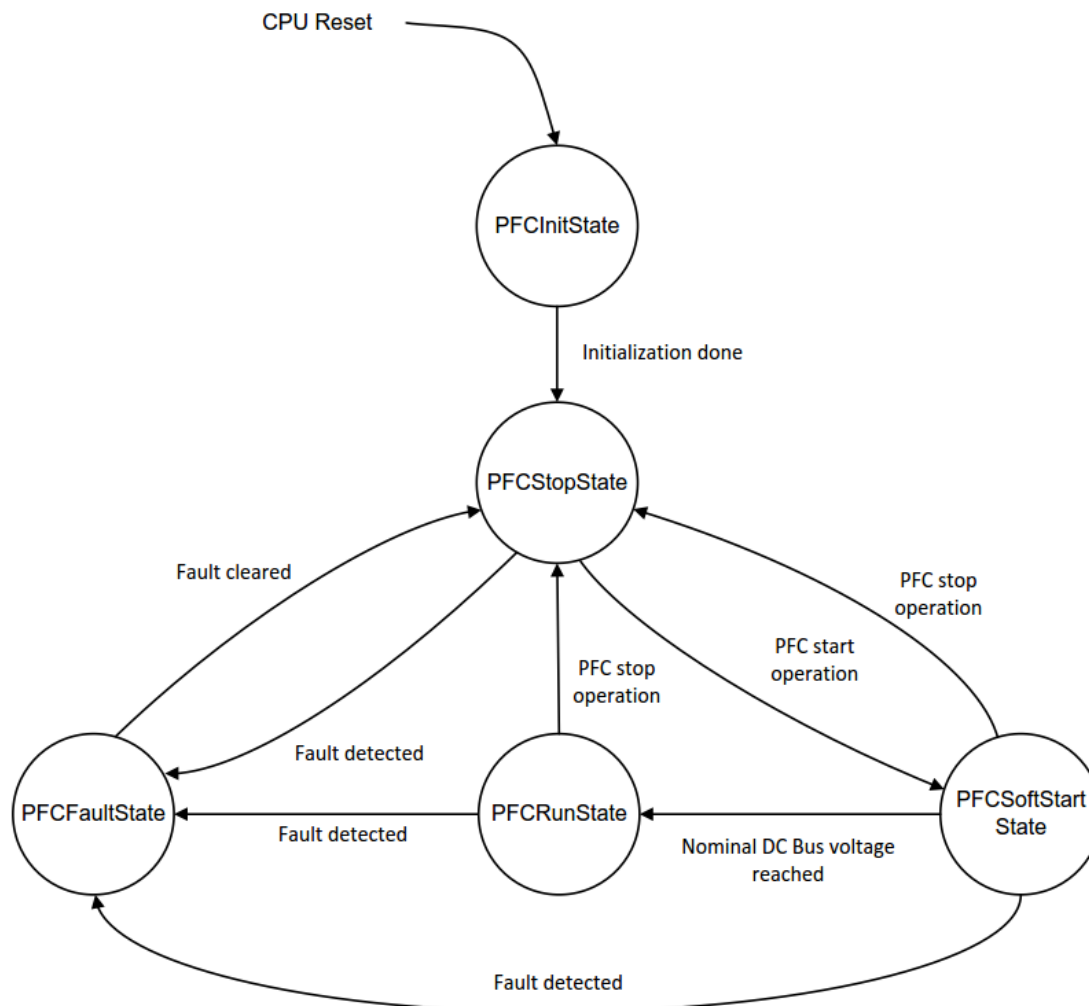 CPU Reset
PFCInitState
Initialization done
PFCStopState
Fault cleared
PFC stop
operation
PFC start
operation
PFC stop
operation
Fault detected
PFCFaultState
PFCRunState
PFCSoftStart
State
Fault detected
Nominal DC Bus voltage
reached
Fault detected